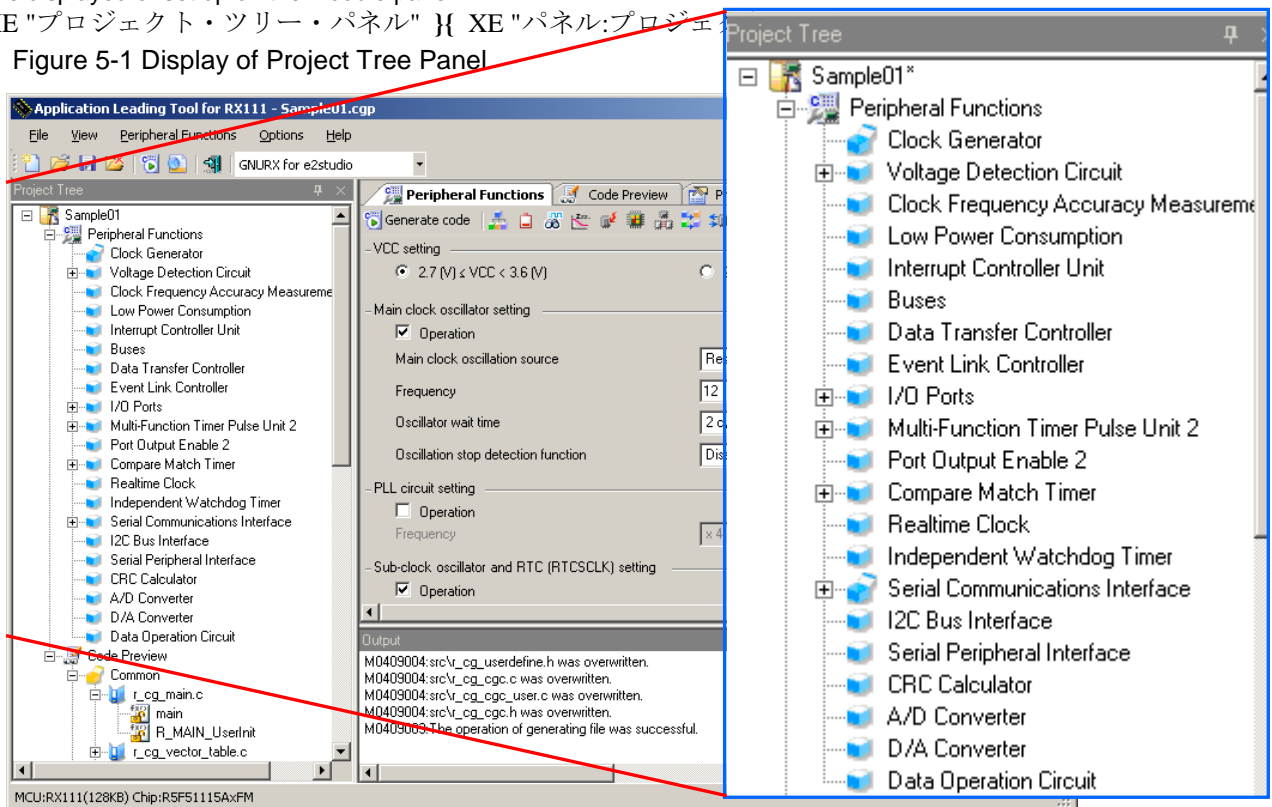 XE "プロジェクト・ツリー・パネル" }{ XE "パネル:プロジェ
Figure 5-1 Display of Project Tree Panel
Application Leading Tool for RX111 - Sample01.cgp
File View Peripheral Functions Options Help
GNURX for e2studio
Project Tree
Sample01
Peripheral Functions
Clock Generator
Voltage Detection Circuit
Clock Frequency Accuracy Measureme
Low Power Consumption
Interrupt Controller Unit
Buses
Data Transfer Controller
Event Link Controller
I/O Ports
Multi-Function Timer Pulse Unit 2
Port Output Enable 2
Compare Match Timer
Realtime Clock
Independent Watchdog Timer
Serial Communications Interface
I2C Bus Interface
Serial Peripheral Interface
CRC Calculator
A/D Converter
D/A Converter
Data Operation Circuit
Code Preview
Common
r_cg_main.c
main
R_MAIN_UserInit
r_cg_vector_table.c
Peripheral Functions Code Preview P
Generate code
VCC setting
2.7 (V) ≤ VCC < 3.6 (V)
Main clock oscillator setting
Operation
Main clock oscillation source Re
Frequency 12
Oscillator wait time 2 c
Oscillation stop detection function Dis
PLL circuit setting
Operation
Frequency x 4
Sub-clock oscillator and RTC (RTCSCLK) setting
Operation
Output
M0409004:src\r_cg_userdefine.h was overwritten.
M0409004:src\r_cg_cgc.c was overwritten.
M0409004:src\r_cg_cgc_user.c was overwritten.
M0409004:src\r_cg_cgc.h was overwritten.
M0409003:The operation of generating file was successful.
MCU:RX111(128KB) Chip:R5F51115AxFM
Project Tree
Sample01*
Peripheral Functions
Clock Generator
Voltage Detection Circuit
Clock Frequency Accuracy Measureme
Low Power Consumption
Interrupt Controller Unit
Buses
Data Transfer Controller
Event Link Controller
I/O Ports
Multi-Function Timer Pulse Unit 2
Port Output Enable 2
Compare Match Timer
Realtime Clock
Independent Watchdog Timer
Serial Communications Interface
I2C Bus Interface
Serial Peripheral Interface
CRC Calculator
A/D Converter
D/A Converter
Data Operation Circuit